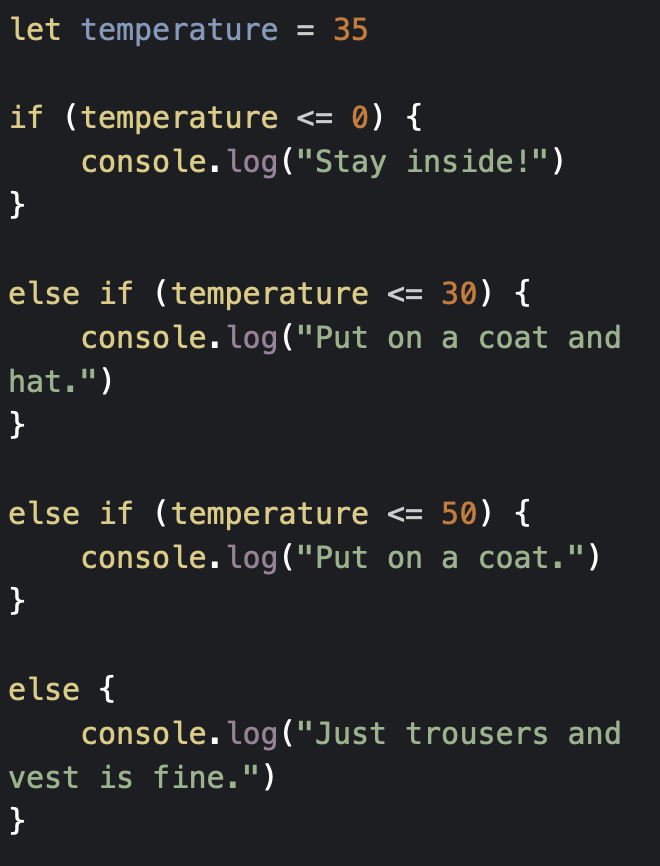 let temperature = 35
if (temperature <= 0) {
    console.log("Stay inside!")
}
else if (temperature <= 30) {
    console.log("Put on a coat and
hat.")
}
else if (temperature <= 50) {
    console.log("Put on a coat.")
}
else {
    console.log("Just trousers and
vest is fine.")
}